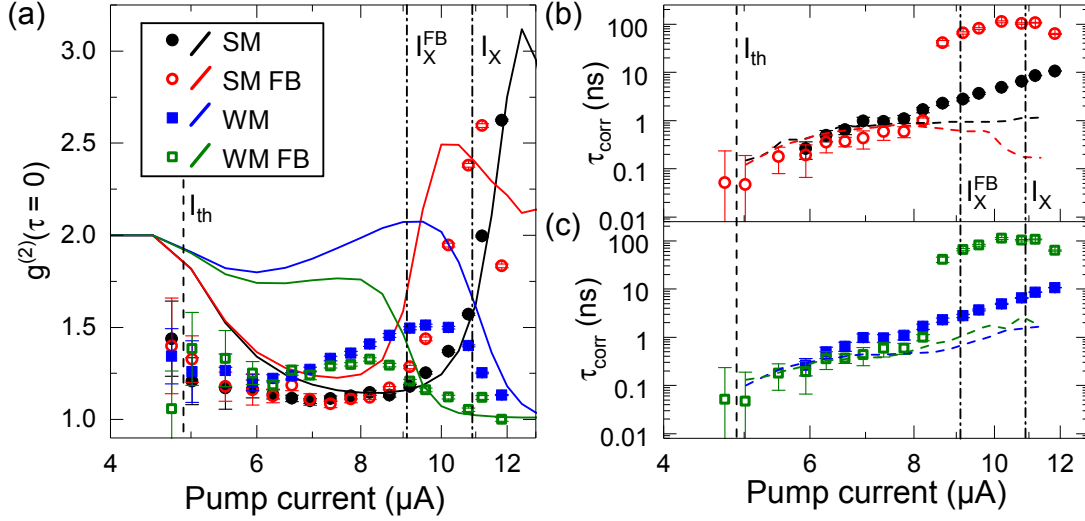 (a)
SM
SM FB
WM
WM FB
I_th
I_X^FB
I_X
3.0
2.5
2.0
1.5
1.0
g^(2)(τ = 0)
4
6
8
10
12
Pump current (μA)
(b)
100
10
1
0.1
0.01
τ_corr (ns)
I_th
I_X^FB
I_X
(c)
100
10
1
0.1
0.01
τ_corr (ns)
4
6
8
10
12
Pump current (μA)